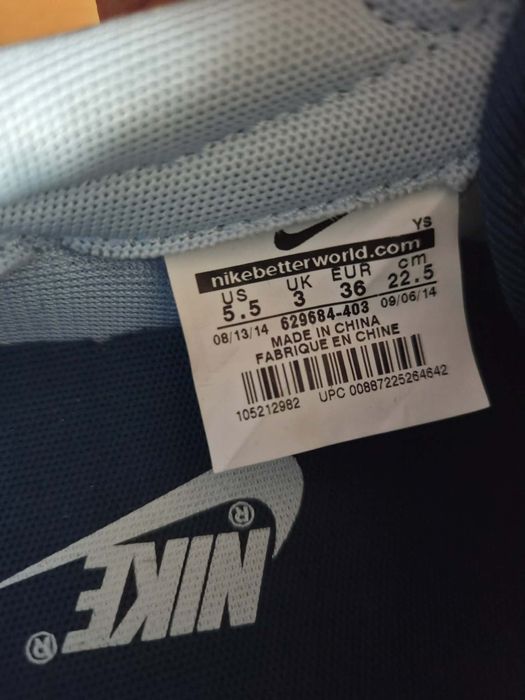 YS
nikebetterworld.com
US UK EUR cm
5.5 3 36 22.5
08/13/14 629684-403 09/06/14
MADE IN CHINA
FABRIQUE EN CHINE
105212982 UPC 00887225264642
NIKE
®
®